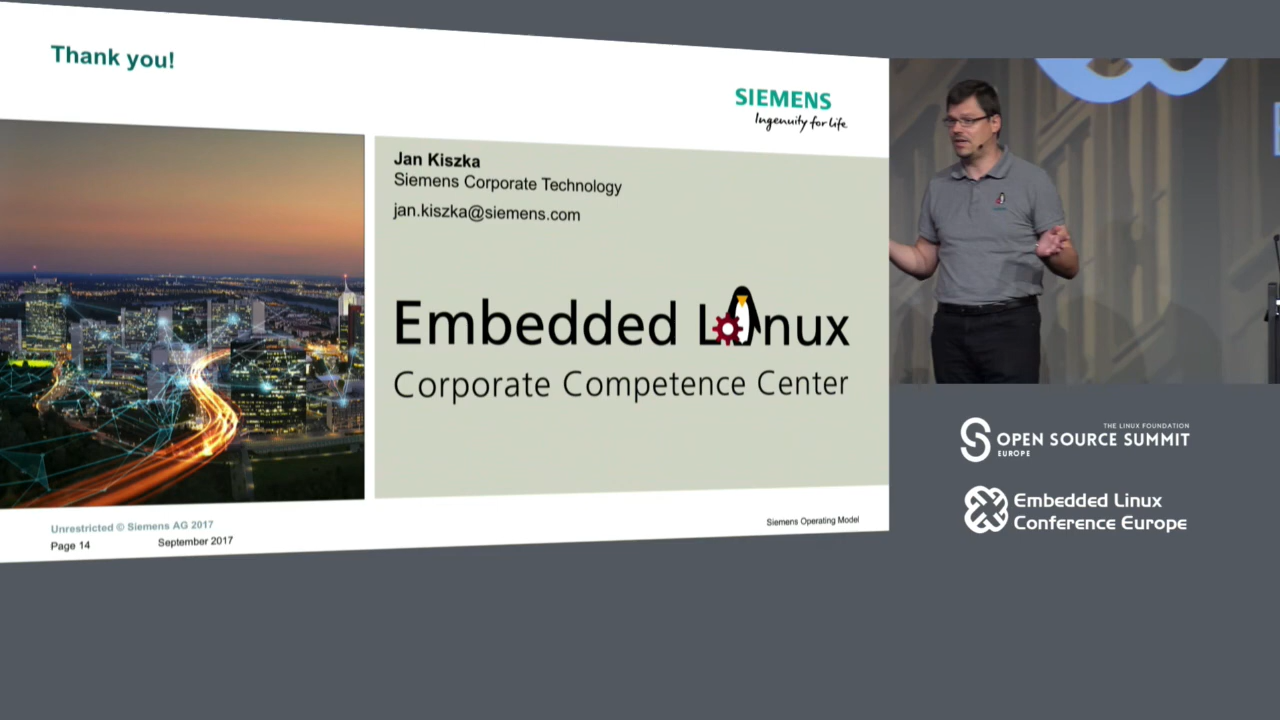 Thank you!
SIEMENS
Ingenuity for life
Jan Kiszka
Siemens Corporate Technology
jan.kiszka@siemens.com
Embedded Linux
Corporate Competence Center
Unrestricted © Siemens AG 2017
Page 14
September 2017
Siemens Operating Model
THE LINUX FOUNDATION
OPEN SOURCE SUMMIT
EUROPE
Embedded Linux
Conference Europe